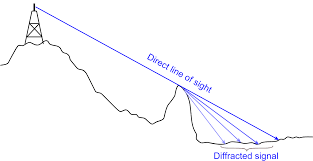 Direct line of sight
Diffracted signal